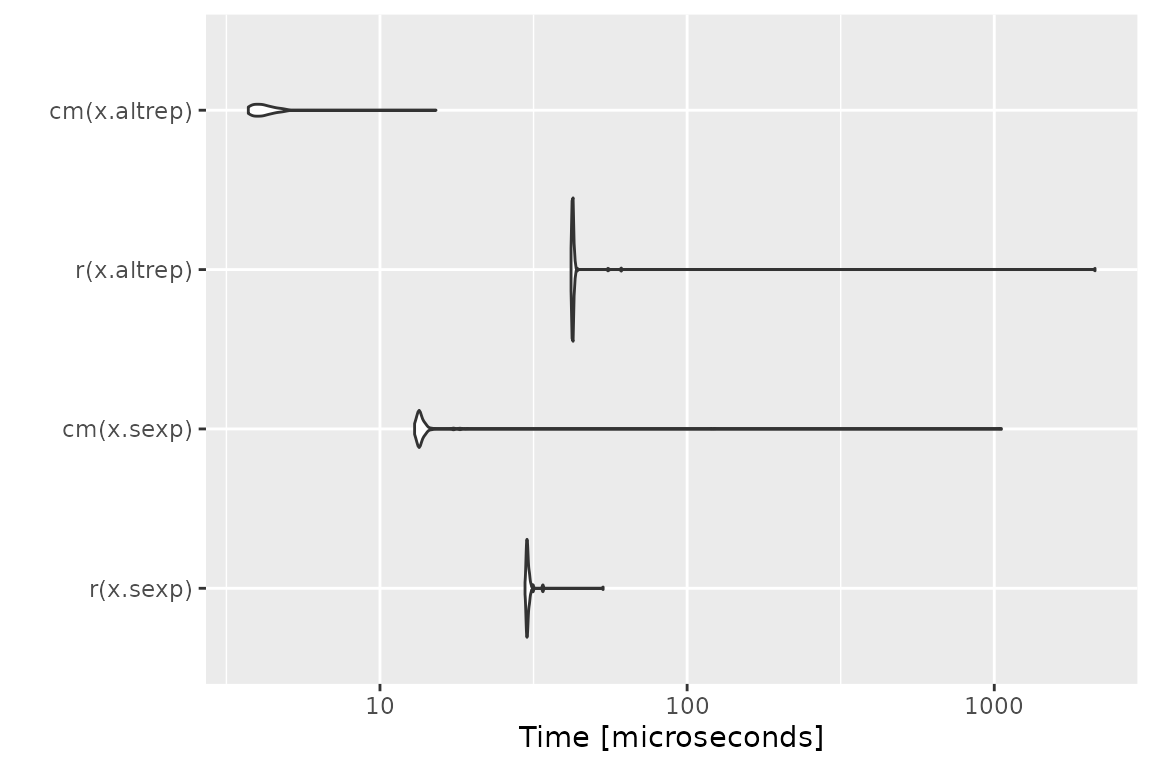 cm(x.altrep)
r(x.altrep)
cm(x.sexp)
r(x.sexp)
10 100 1000
Time [microseconds]